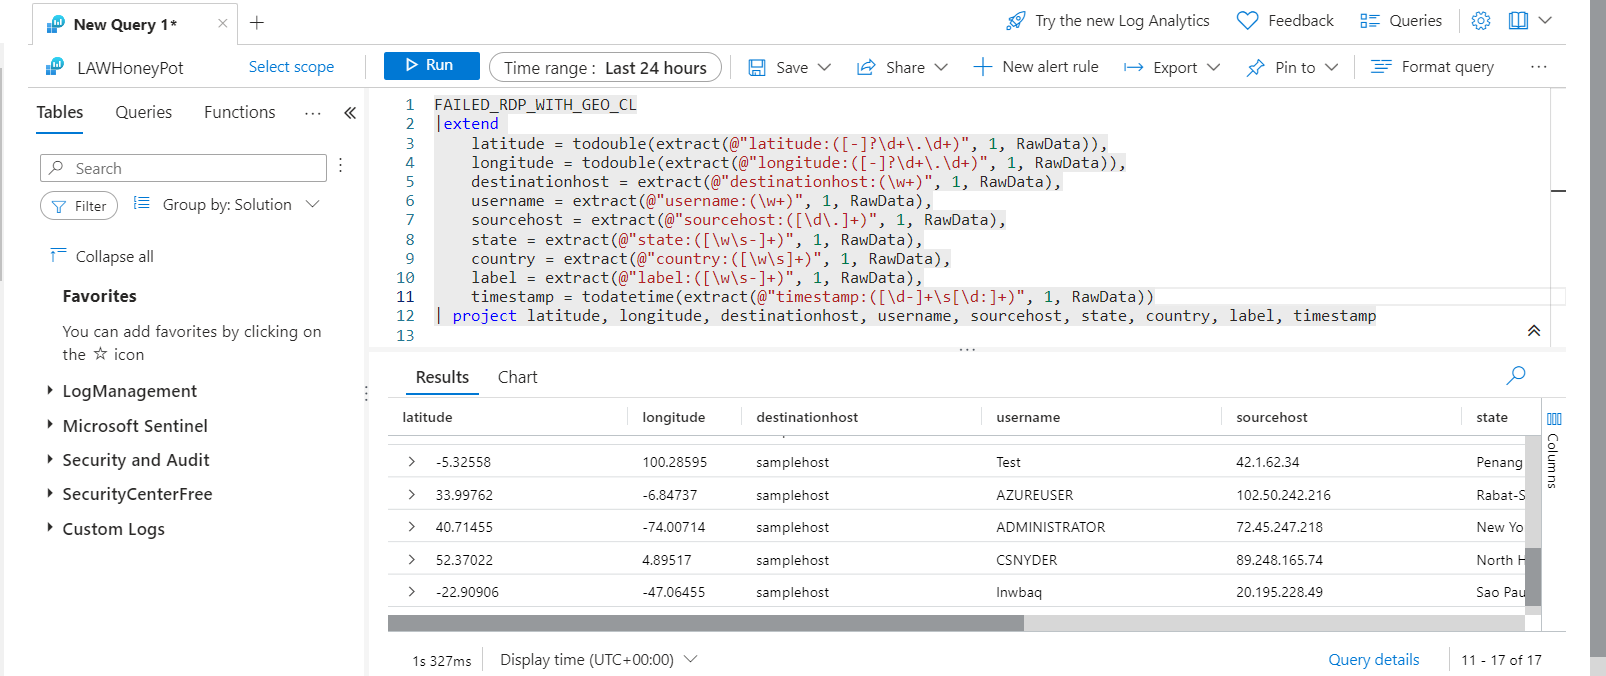 New Query 1*
Try the new Log Analytics
Feedback
Queries
LAWHoneyPot
Select scope
Run
Time range : Last 24 hours
Save
Share
New alert rule
Export
Pin to
Format query
Tables
Queries
Functions
Search
Filter
Group by: Solution
Collapse all
Favorites
You can add favorites by clicking on
the ☆ icon
LogManagement
Microsoft Sentinel
Security and Audit
SecurityCenterFree
Custom Logs
1 FAILED_RDP_WITH_GEO_CL
2 |extend
3 latitude = todouble(extract(@"latitude:([-]?\d+\.\d+)", 1, RawData)),
4 longitude = todouble(extract(@"longitude:([-]?\d+\.\d+)", 1, RawData)),
5 destinationhost = extract(@"destinationhost:(\w+)", 1, RawData),
6 username = extract(@"username:(\w+)", 1, RawData),
7 sourcehost = extract(@"sourcehost:([\d\.]+)", 1, RawData),
8 state = extract(@"state:([\w\s-]+)", 1, RawData),
9 country = extract(@"country:([\w\s]+)", 1, RawData),
10 label = extract(@"label:([\w\s-]+)", 1, RawData),
11 timestamp = todatetime(extract(@"timestamp:([\d-]+\s[\d:]+)", 1, RawData))
12 | project latitude, longitude, destinationhost, username, sourcehost, state, country, label, timestamp
13
Results
Chart
latitude longitude destinationhost username sourcehost state
-5.32558 100.28595 samplehost Test 42.1.62.34 Penang
33.99762 -6.84737 samplehost AZUREUSER 102.50.242.216 Rabat-S
40.71455 -74.00714 samplehost ADMINISTRATOR 72.45.247.218 New Yo
52.37022 4.89517 samplehost CSNYDER 89.248.165.74 North H
-22.90906 -47.06455 samplehost lnwbaq 20.195.228.49 Sao Pau
Columns
1s 327ms
Display time (UTC+00:00)
Query details
11 - 17 of 17